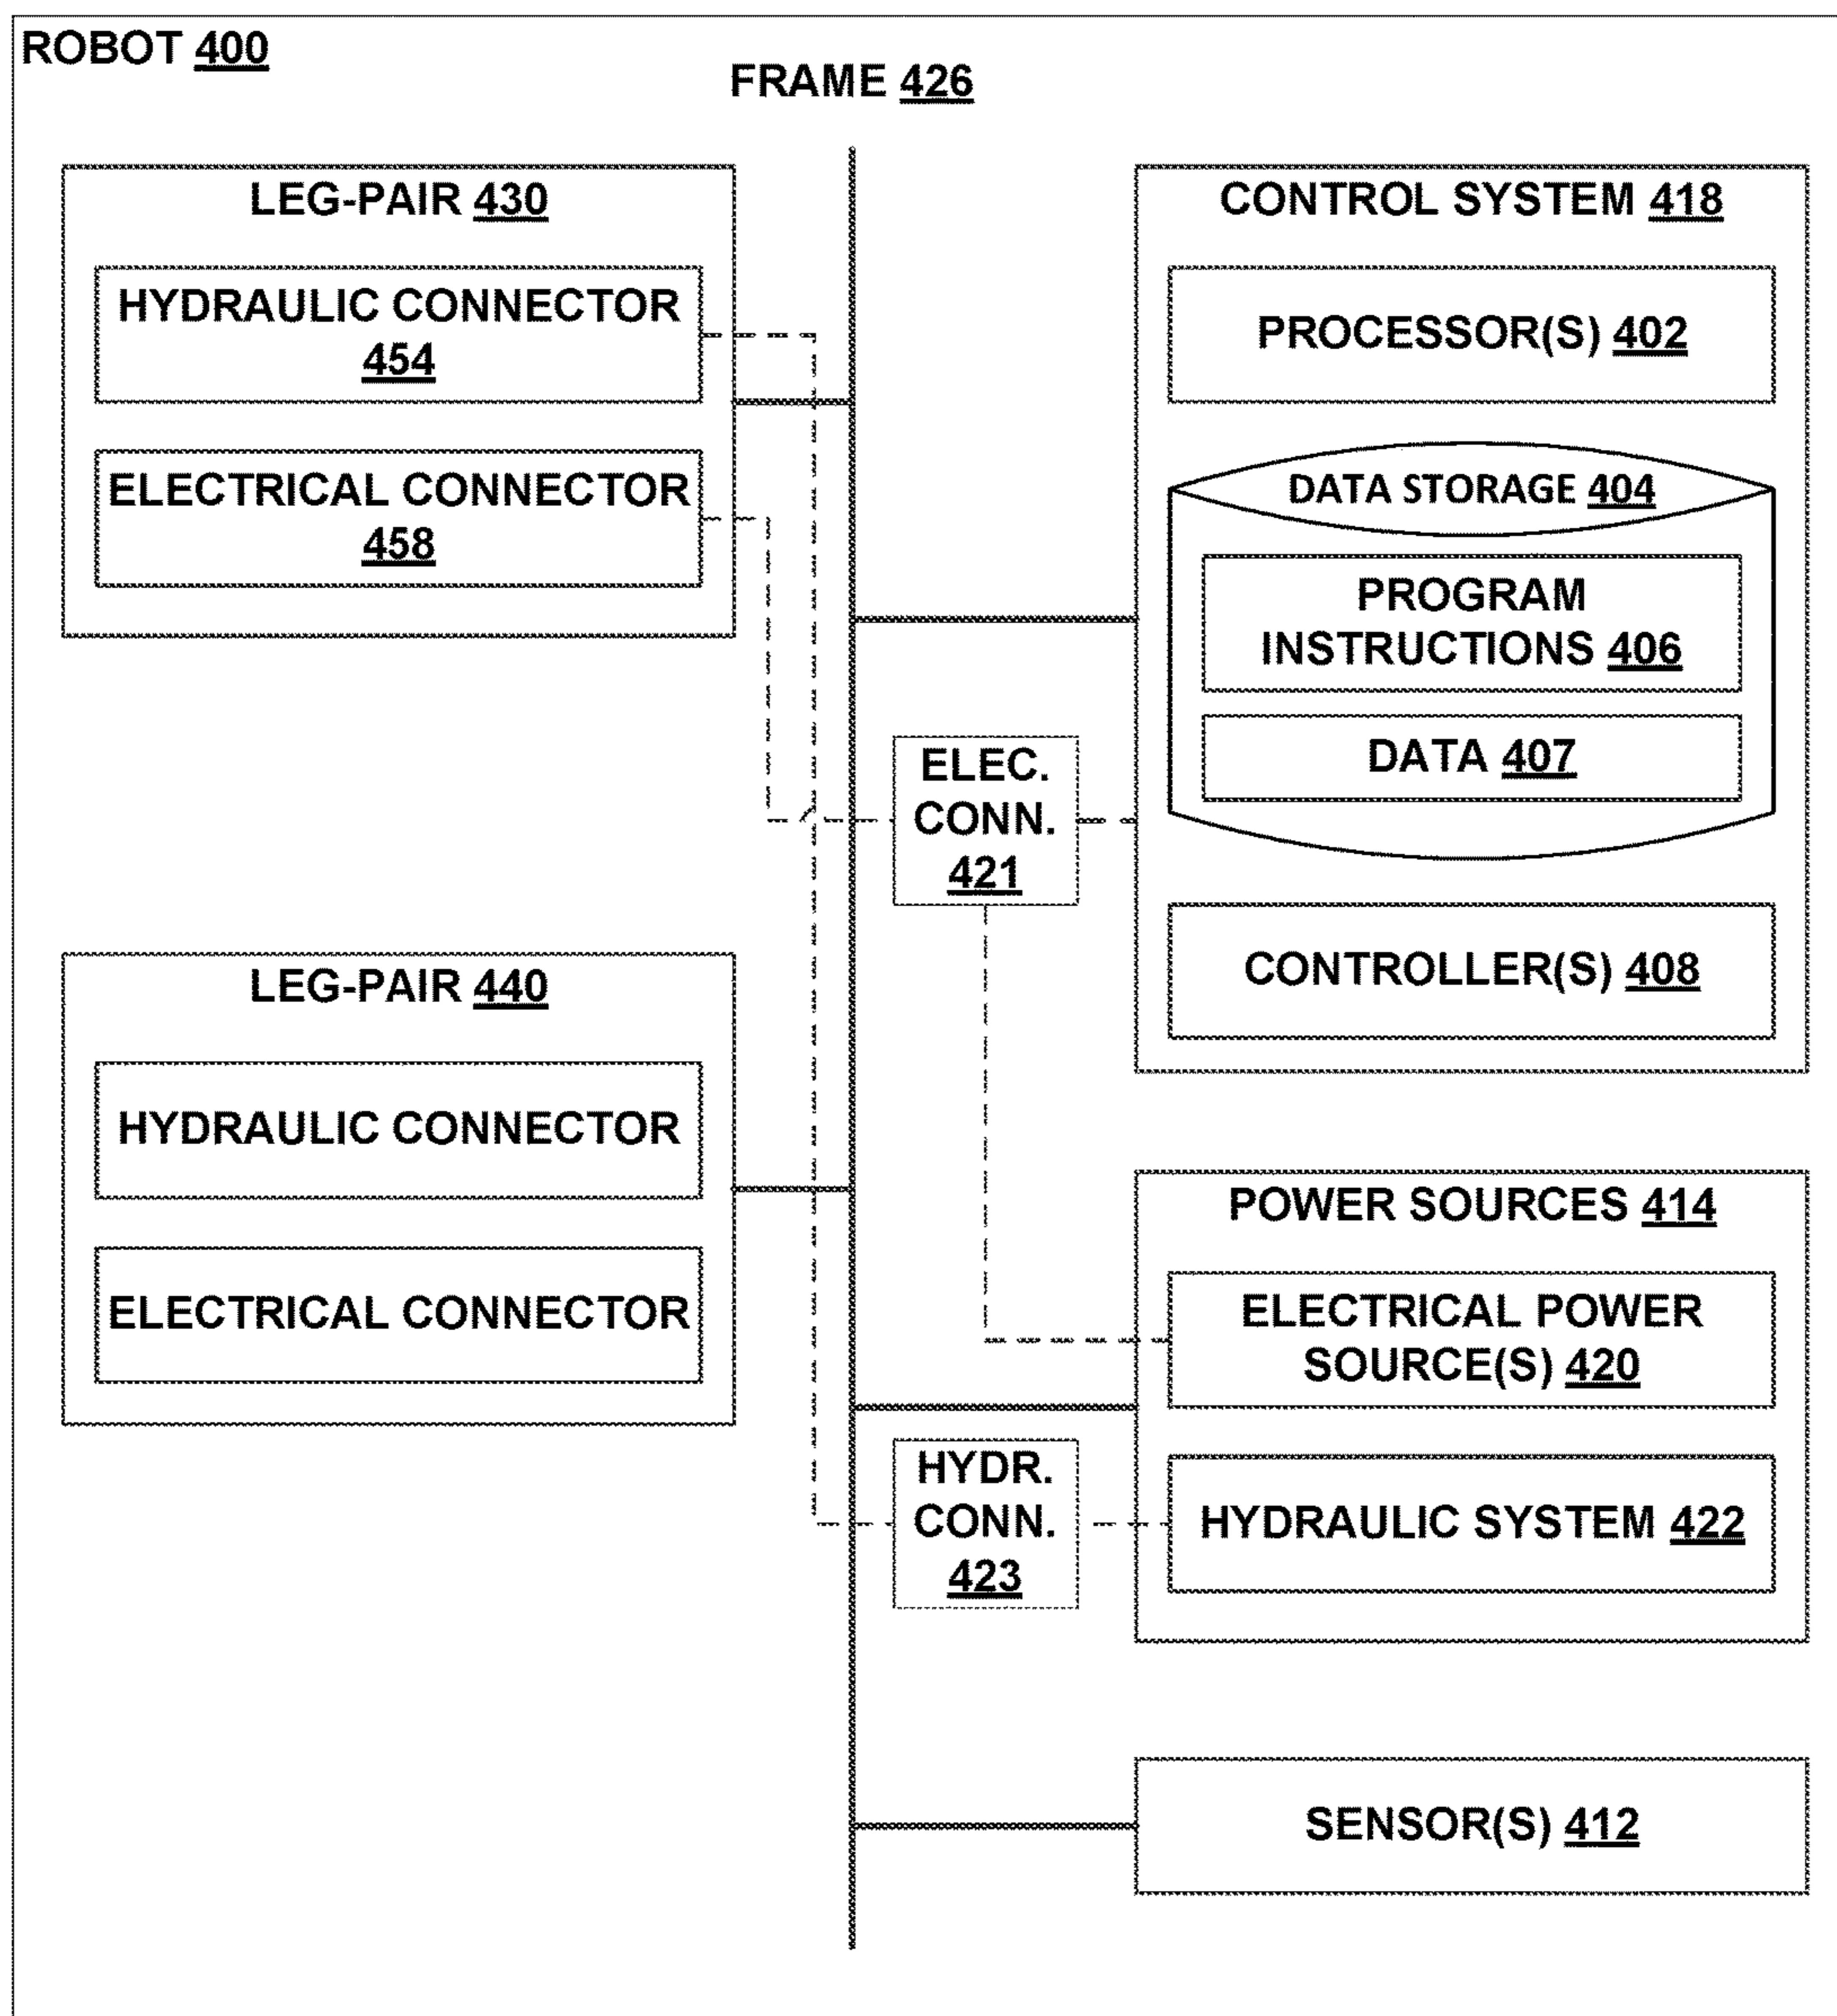 ROBOT 400
FRAME 426
LEG-PAIR 430
HYDRAULIC CONNECTOR
454
ELECTRICAL CONNECTOR
458
LEG-PAIR 440
HYDRAULIC CONNECTOR
ELECTRICAL CONNECTOR
CONTROL SYSTEM 418
PROCESSOR(S) 402
DATA STORAGE 404
PROGRAM
INSTRUCTIONS 406
DATA 407
CONTROLLER(S) 408
ELEC.
CONN.
421
POWER SOURCES 414
ELECTRICAL POWER
SOURCE(S) 420
HYDRAULIC SYSTEM 422
HYDR.
CONN.
423
SENSOR(S) 412